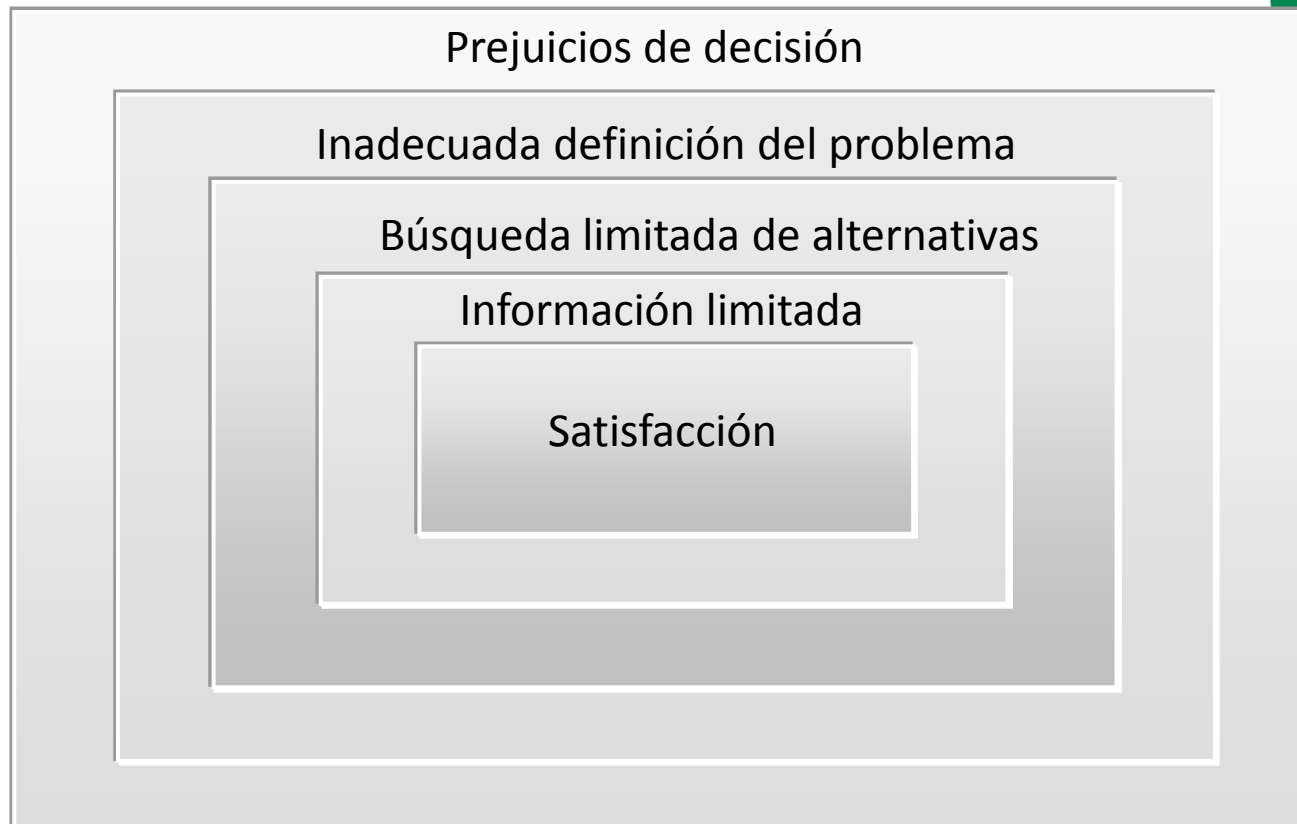 Prejuicios de decisión
Inadecuada definición del problema
Búsqueda limitada de alternativas
Información limitada
Satisfacción